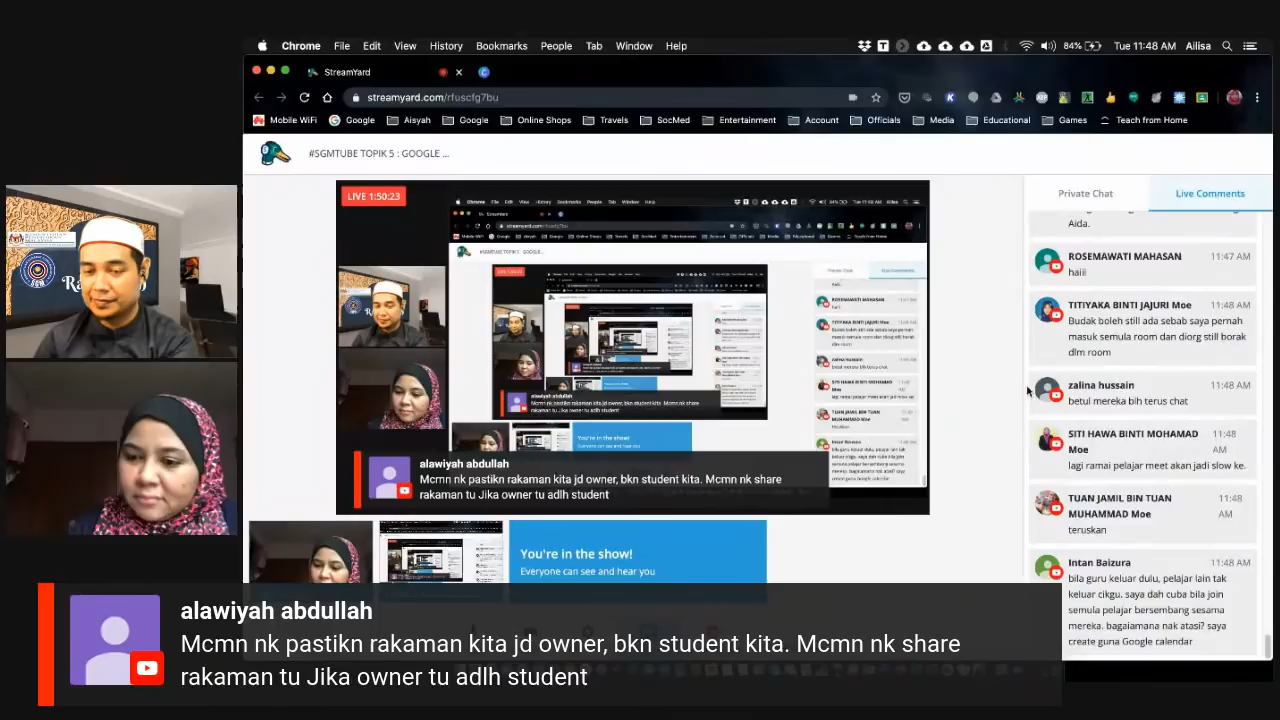 Chrome File Edit View History Bookmarks People Tab Window Help
84% Tue 11:48 AM Ailisa
StreamYard
streamyard.com/rfuscfg7bu
Mobile WiFi Google Aisyah Google Online Shops Travels SocMed Entertainment Account Officials Media Educational Games Teach from Home
#SGMTUBE TOPIK 5 : GOOGLE ...
LIVE 1:50:23
Private Chat Live Comments
Aida.
ROSEMAWATI MAHASAN 11:47 AM
haiii
TITIYARA BINTI JAJURI Moe 11:48 AM
Budak boleh still ada sbb saya pernah
masuk semula room dan diorg still borak
dlm room
zalina hussain 11:48 AM
betul mereka blh terus chat
SITI HAWA BINTI MOHAMAD 11:48
Moe AM
lagi ramai pelajar meet akan jadi slow ke.
TUAN JAMIL BIN TUAN 11:48
MUHAMMAD Moe AM
teruskan
Intan Baizura 11:48 AM
bila guru keluar dulu, pelajar lain tak
keluar cikgu. saya dah cuba bila join
semula pelajar bersembang sesama
mereka. bagaiamana nak atasi? saya
create guna Google calendar
alawiyah abdullah
Mcmn nk pastikn rakaman kita jd owner, bkn student kita. Mcmn nk share
rakaman tu Jika owner tu adlh student
You're in the show!
Everyone can see and hear you
alawiyah abdullah
Mcmn nk pastikn rakaman kita jd owner, bkn student kita. Mcmn nk share
rakaman tu Jika owner tu adlh student